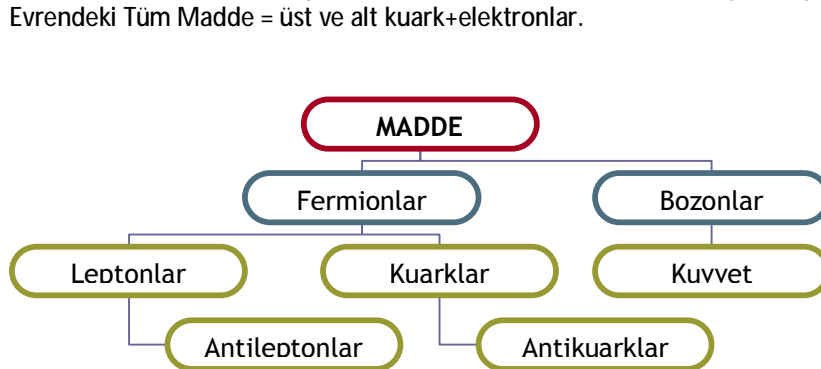 Evrendeki Tüm Madde = üst ve alt kuark+elektronlar.
MADDE
Fermionlar Bozonlar
Leptonlar Kuarklar Kuvvet
Antileptonlar Antikuarklar